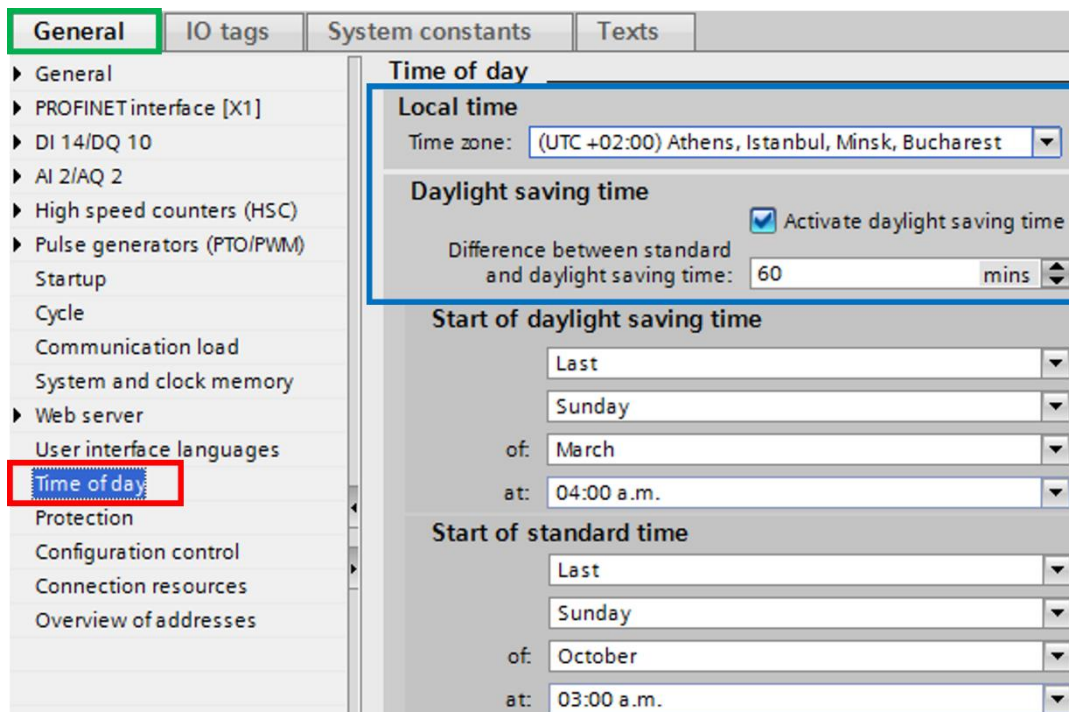 General
IO tags
System constants
Texts
General
PROFINET interface [X1]
DI 14/DQ 10
AI 2/AQ 2
High speed counters (HSC)
Pulse generators (PTO/PWM)
Startup
Cycle
Communication load
System and clock memory
Web server
User interface languages
Time of day
Protection
Configuration control
Connection resources
Overview of addresses
Time of day
Local time
Time zone: (UTC +02:00) Athens, Istanbul, Minsk, Bucharest
Daylight saving time
Activate daylight saving time
Difference between standard
and daylight saving time: 60 mins
Start of daylight saving time
Last
Sunday
of: March
at: 04:00 a.m.
Start of standard time
Last
Sunday
of: October
at: 03:00 a.m.